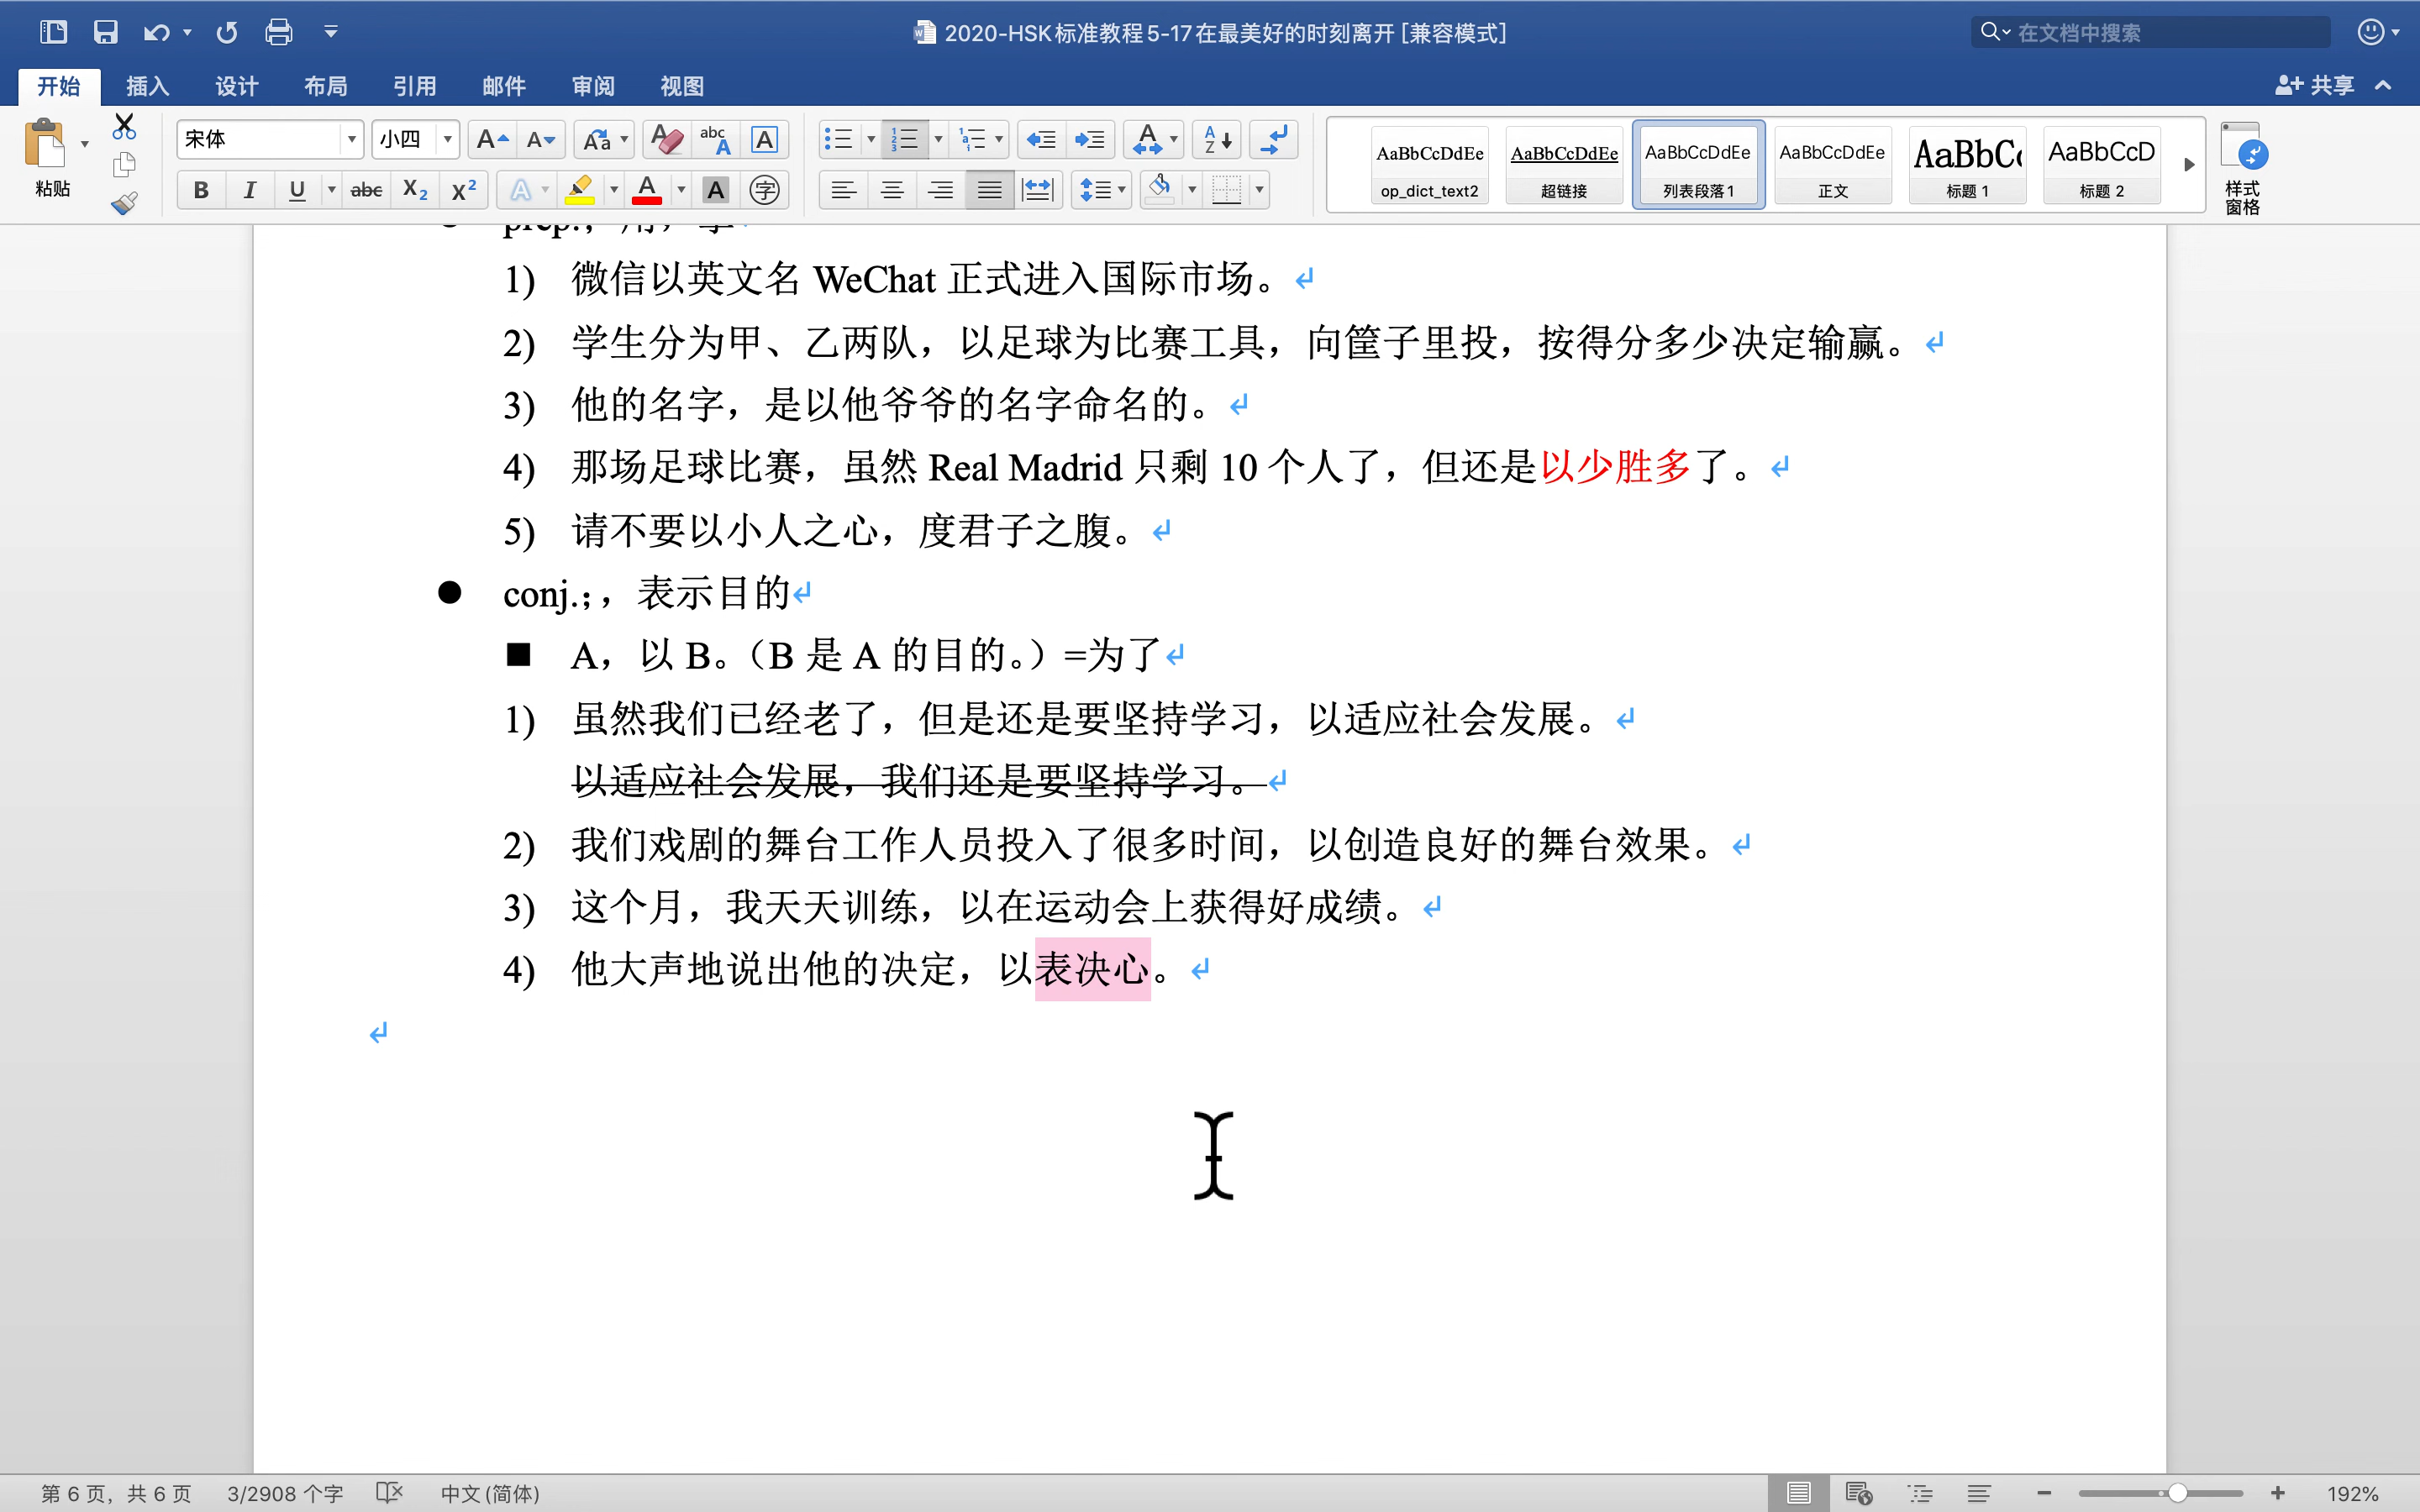 2020-HSK标准教程5-17在最美好的时刻离开 [兼容模式]
在文档中搜索
开始 插入 设计 布局 引用 邮件 审阅 视图
共享
粘贴
宋体 小四
AaBbCcDdEe AaBbCcDdEe AaBbCcDdEe AaBbCcDdEe AaBbCc AaBbCcD
op_dict_text2 超链接 列表段落1 正文 标题 1 标题 2
样式
窗格
prep.; 用，拿
1) 微信以英文名 WeChat 正式进入国际市场。
2) 学生分为甲、乙两队，以足球为比赛工具，向筐子里投，按得分多少决定输赢。
3) 他的名字，是以他爷爷的名字命名的。
4) 那场足球比赛，虽然 Real Madrid 只剩 10 个人了，但还是以少胜多了。
5) 请不要以小人之心，度君子之腹。
● conj.;，表示目的
■ A，以 B。（B 是 A 的目的。）=为了
1) 虽然我们已经老了，但是还是要坚持学习，以适应社会发展。
以适应社会发展，我们还是要坚持学习。
2) 我们戏剧的舞台工作人员投入了很多时间，以创造良好的舞台效果。
3) 这个月，我天天训练，以在运动会上获得好成绩。
4) 他大声地说出他的决定，以表决心。
第 6 页，共 6 页 3/2908 个字 中文 (简体) 192%